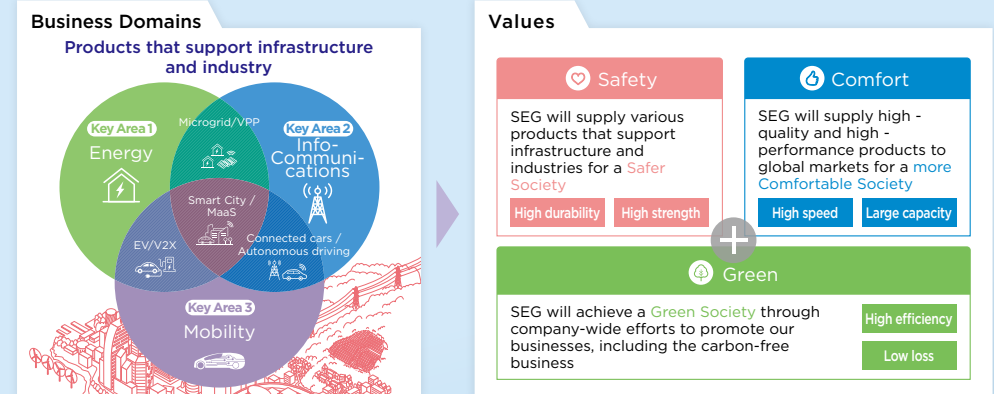 Business Domains
Products that support infrastructure
and industry
Key Area 1
Energy
Microgrid/VPP
Key Area 2
Info-
Communi-
cations
Smart City /
MaaS
EV/V2X
Connected cars /
Autonomous driving
Key Area 3
Mobility
Values
Safety
SEG will supply various
products that support
infrastructure and
industries for a Safer
Society
High durability
High strength
Comfort
SEG will supply high -
quality and high -
performance products to
global markets for a more
Comfortable Society
High speed
Large capacity
Green
SEG will achieve a Green Society through
company-wide efforts to promote our
businesses, including the carbon-free
business
High efficiency
Low loss